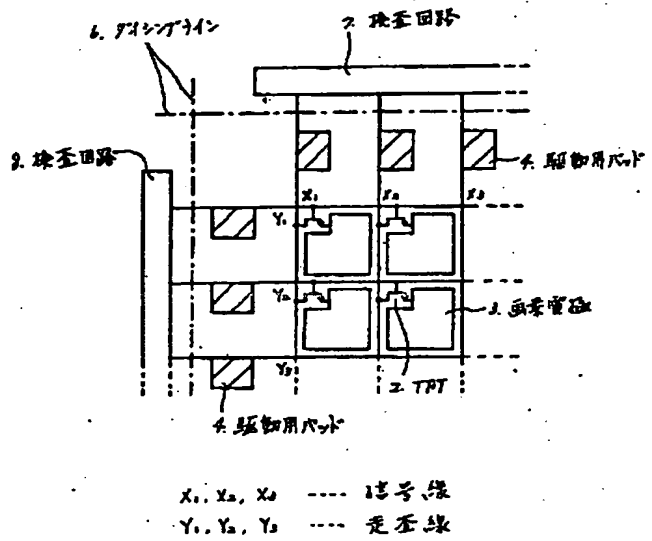 6. ダイシングライン
7. 検査回路
8. 検査回路
4. 駆動用パッド
X₁
X₂
X₃
Y₁
Y₂
3. 画素電極
Y₃
2. TFT
4. 駆動用パッド
X₁, X₂, X₃ ---- 信号線
Y₁, Y₂, Y₃ ---- 走査線